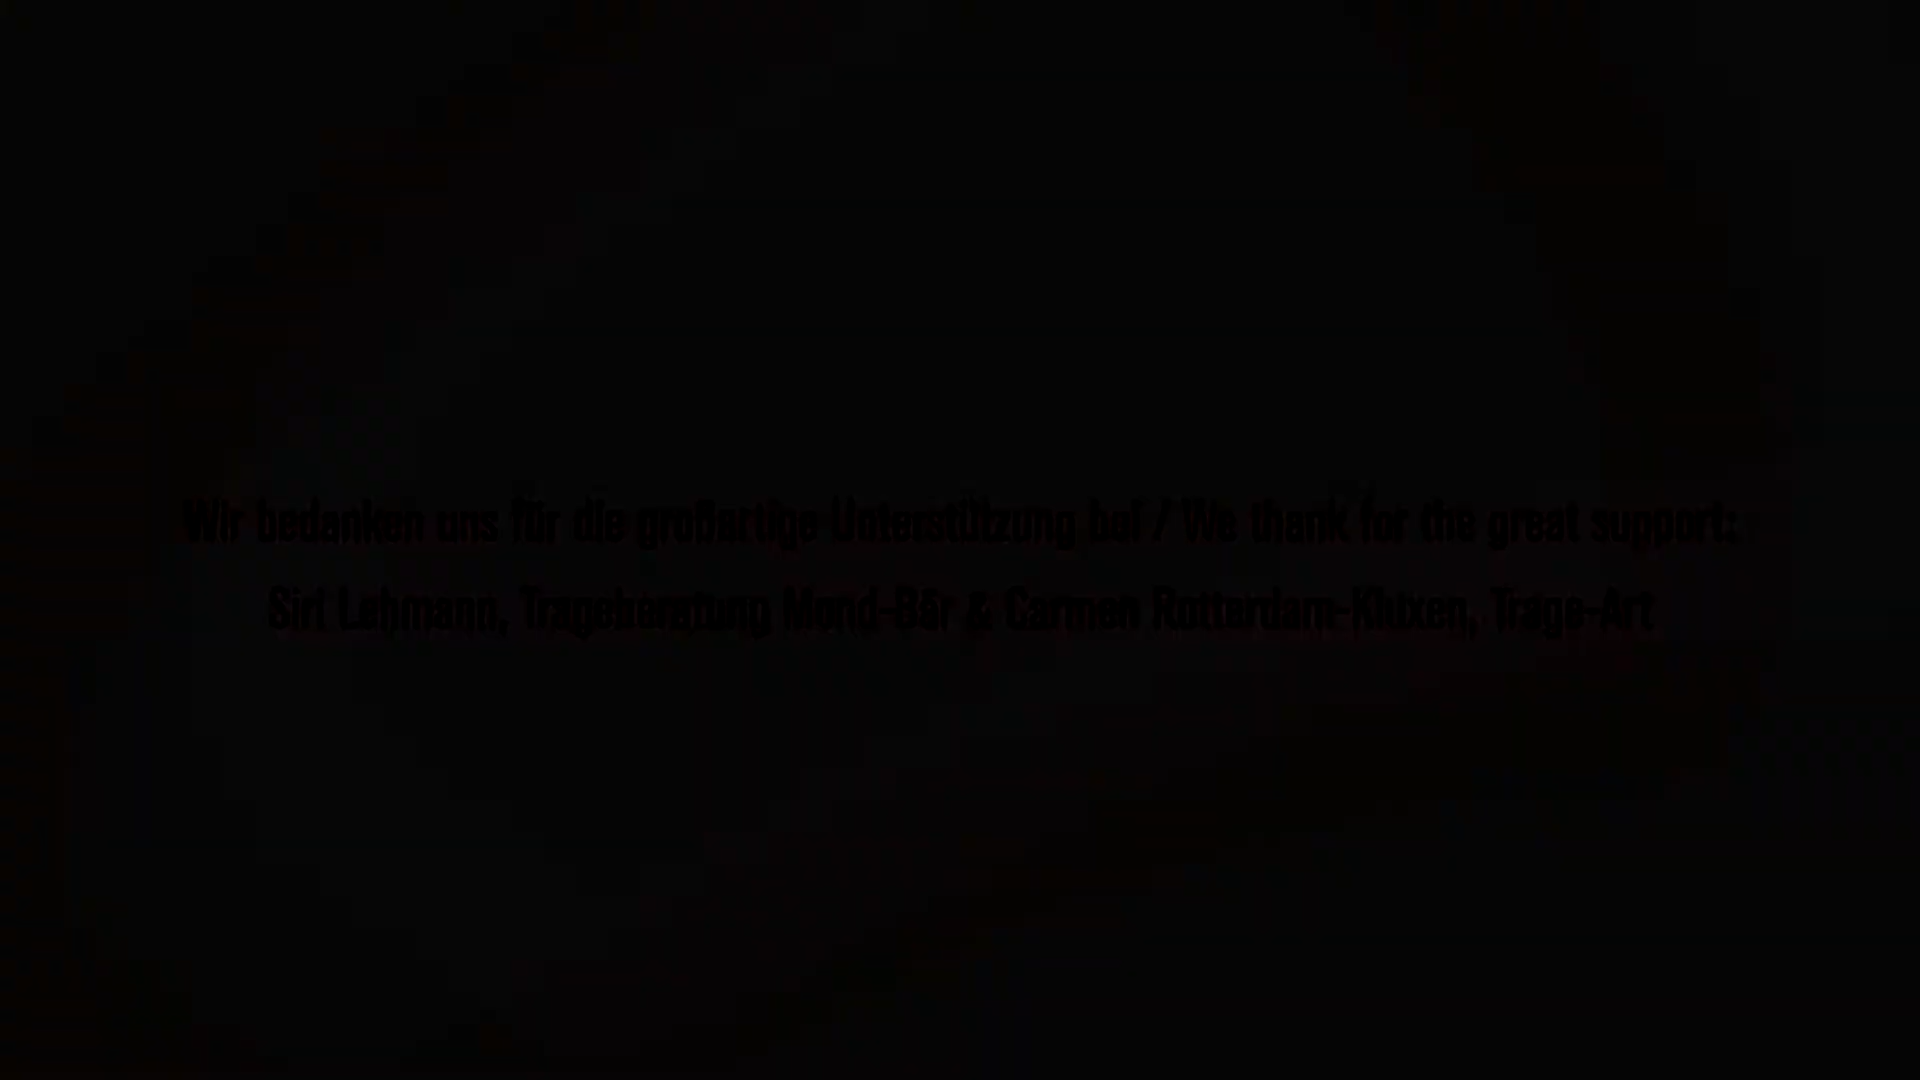 Wir bedanken uns für die großartige Unterstützung bei / We thank for the great support:
Siri Lehmann, Trageberatung Mond-Bär & Carmen Rotterdam-Kluxen, Trage-Art